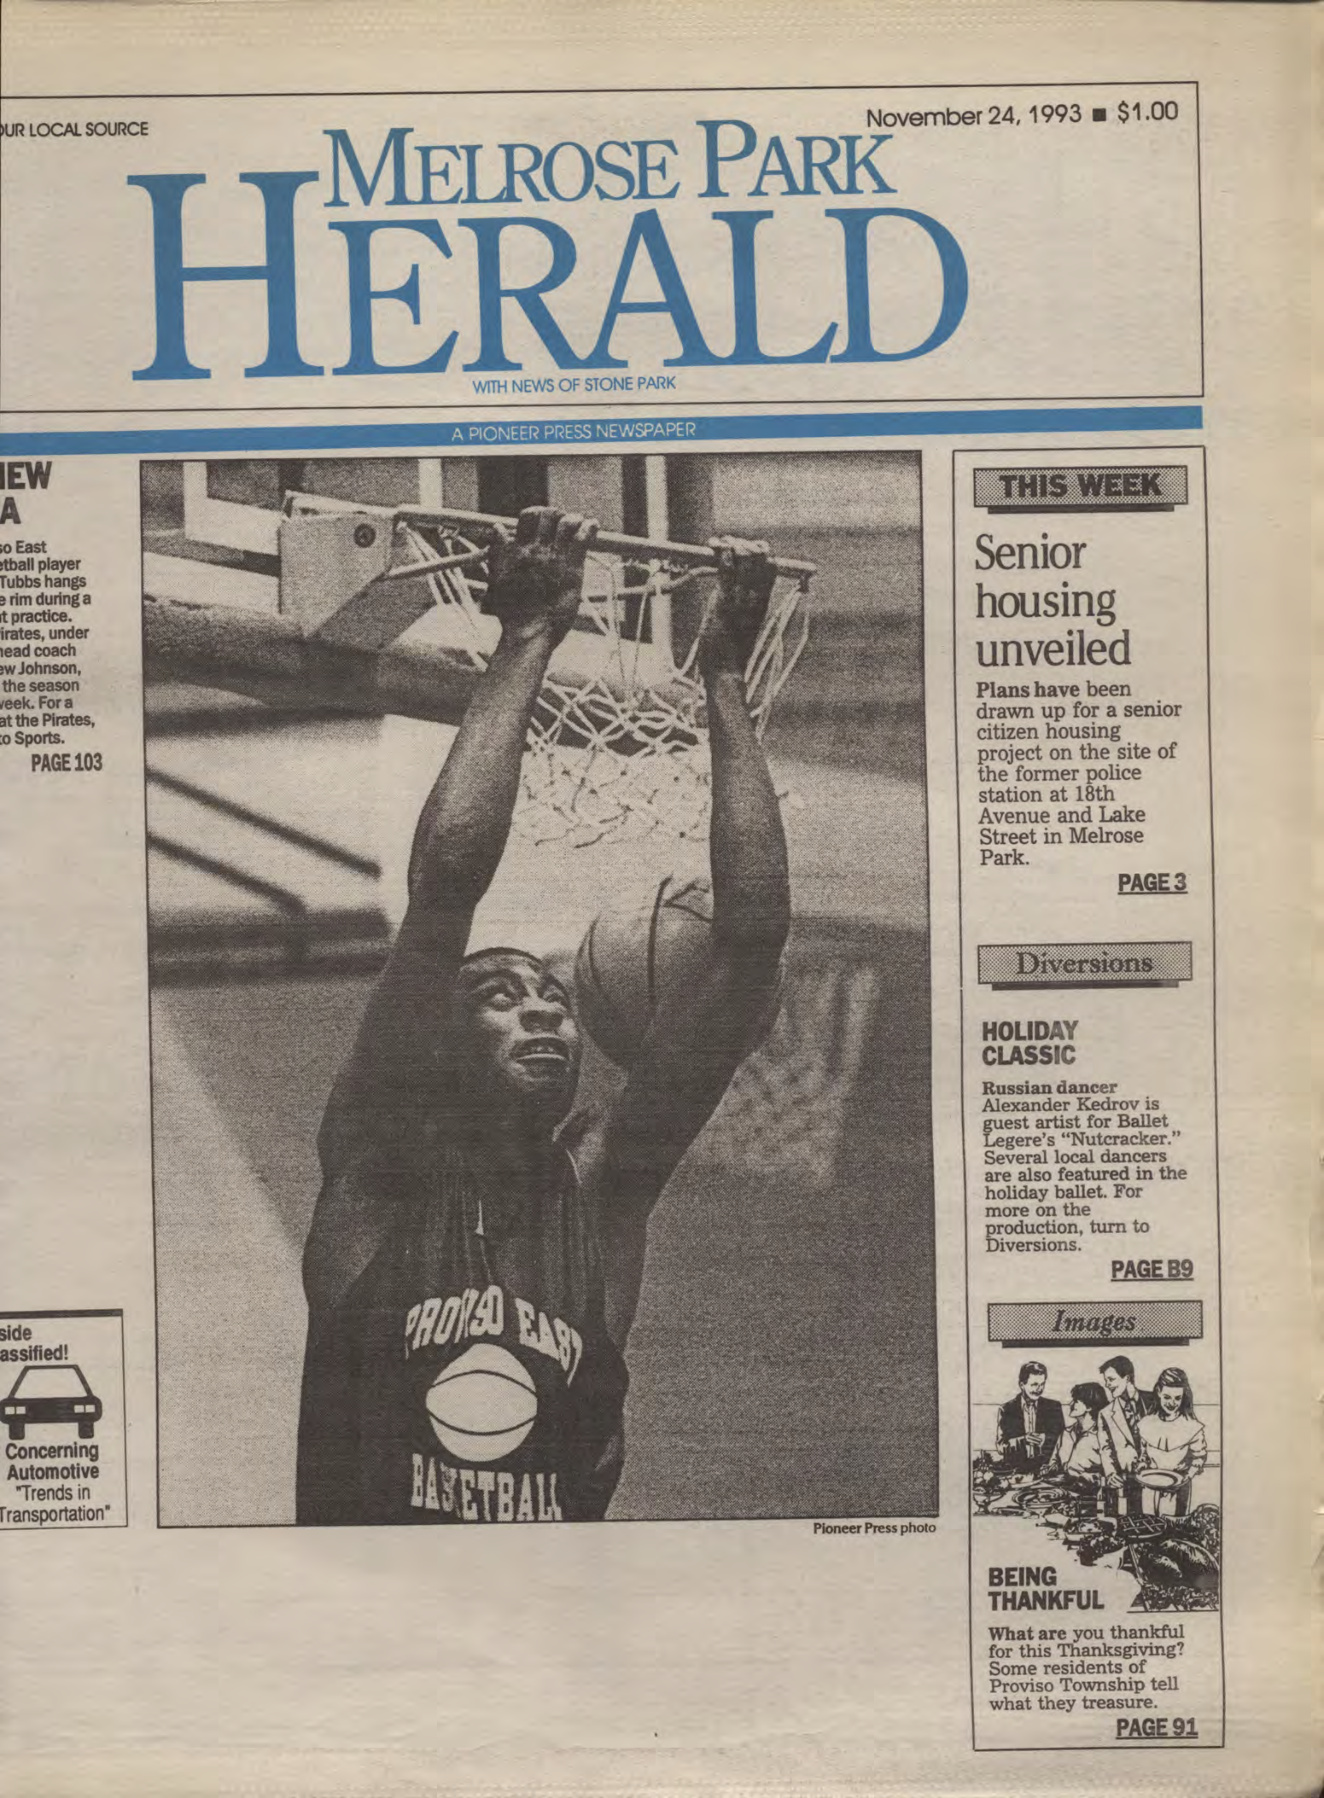 OUR LOCAL SOURCE
November 24, 1993 ■ $1.00
MELROSE PARK
HERALD
WITH NEWS OF STONE PARK
A PIONEER PRESS NEWSPAPER
A
so East
etball player
Tubbs hangs
e rim during a
t practice.
irates, under
head coach
ew Johnson,
the season
week. For a
at the Pirates,
to Sports.
PAGE 103
side
assified!
Concerning
Automotive
"Trends in
Transportation"
PROVISO EAST
BASKETBALL
Pioneer Press photo
THIS WEEK
Senior
housing
unveiled
Plans have been
drawn up for a senior
citizen housing
project on the site of
the former police
station at 18th
Avenue and Lake
Street in Melrose
Park.
PAGE 3
Diversions
HOLIDAY
CLASSIC
Russian dancer
Alexander Kedrov is
guest artist for Ballet
Legere's “Nutcracker.”
Several local dancers
are also featured in the
holiday ballet. For
more on the
production, turn to
Diversions.
PAGE B9
Images
BEING
THANKFUL
What are you thankful
for this Thanksgiving?
Some residents of
Proviso Township tell
what they treasure.
PAGE 91